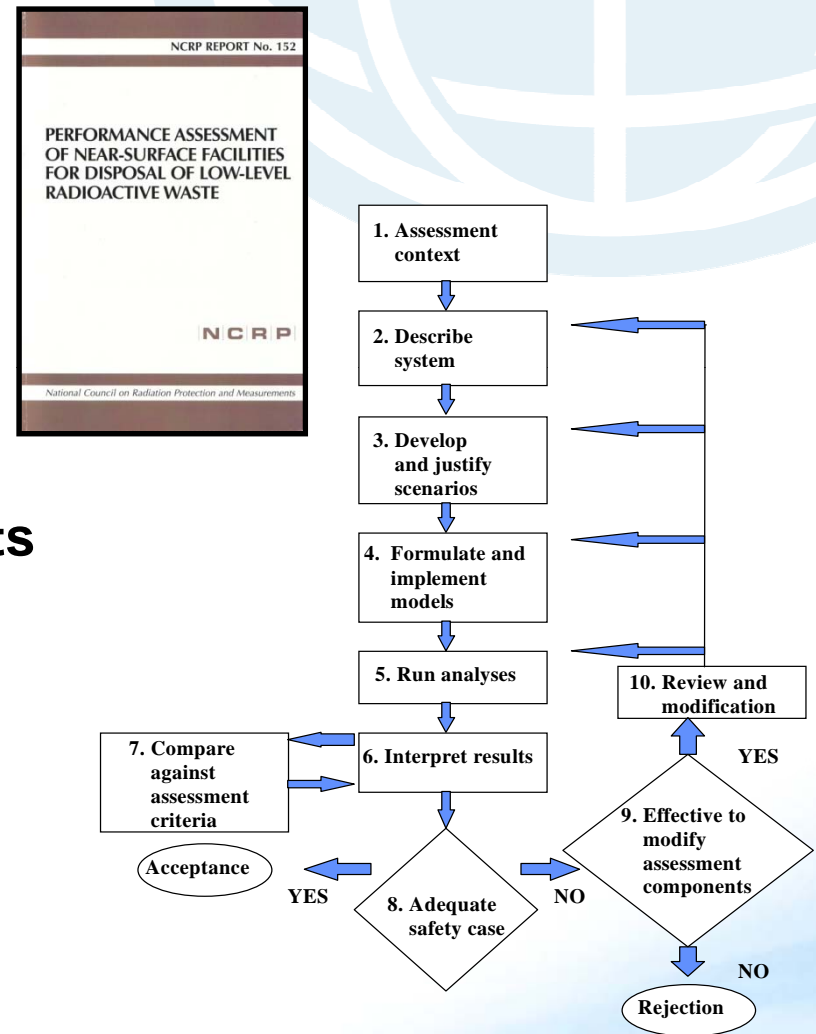 NCRP REPORT No. 152
PERFORMANCE ASSESSMENT
OF NEAR-SURFACE FACILITIES
FOR DISPOSAL OF LOW-LEVEL
RADIOACTIVE WASTE
N C R P
National Council on Radiation Protection and Measurements
ts
1. Assessment
context
2. Describe
system
3. Develop
and justify
scenarios
4. Formulate and
implement
models
5. Run analyses
6. Interpret results
7. Compare
against
assessment
criteria
8. Adequate
safety case
YES
Acceptance
NO
9. Effective to
modify
assessment
components
YES
10. Review and
modification
NO
Rejection